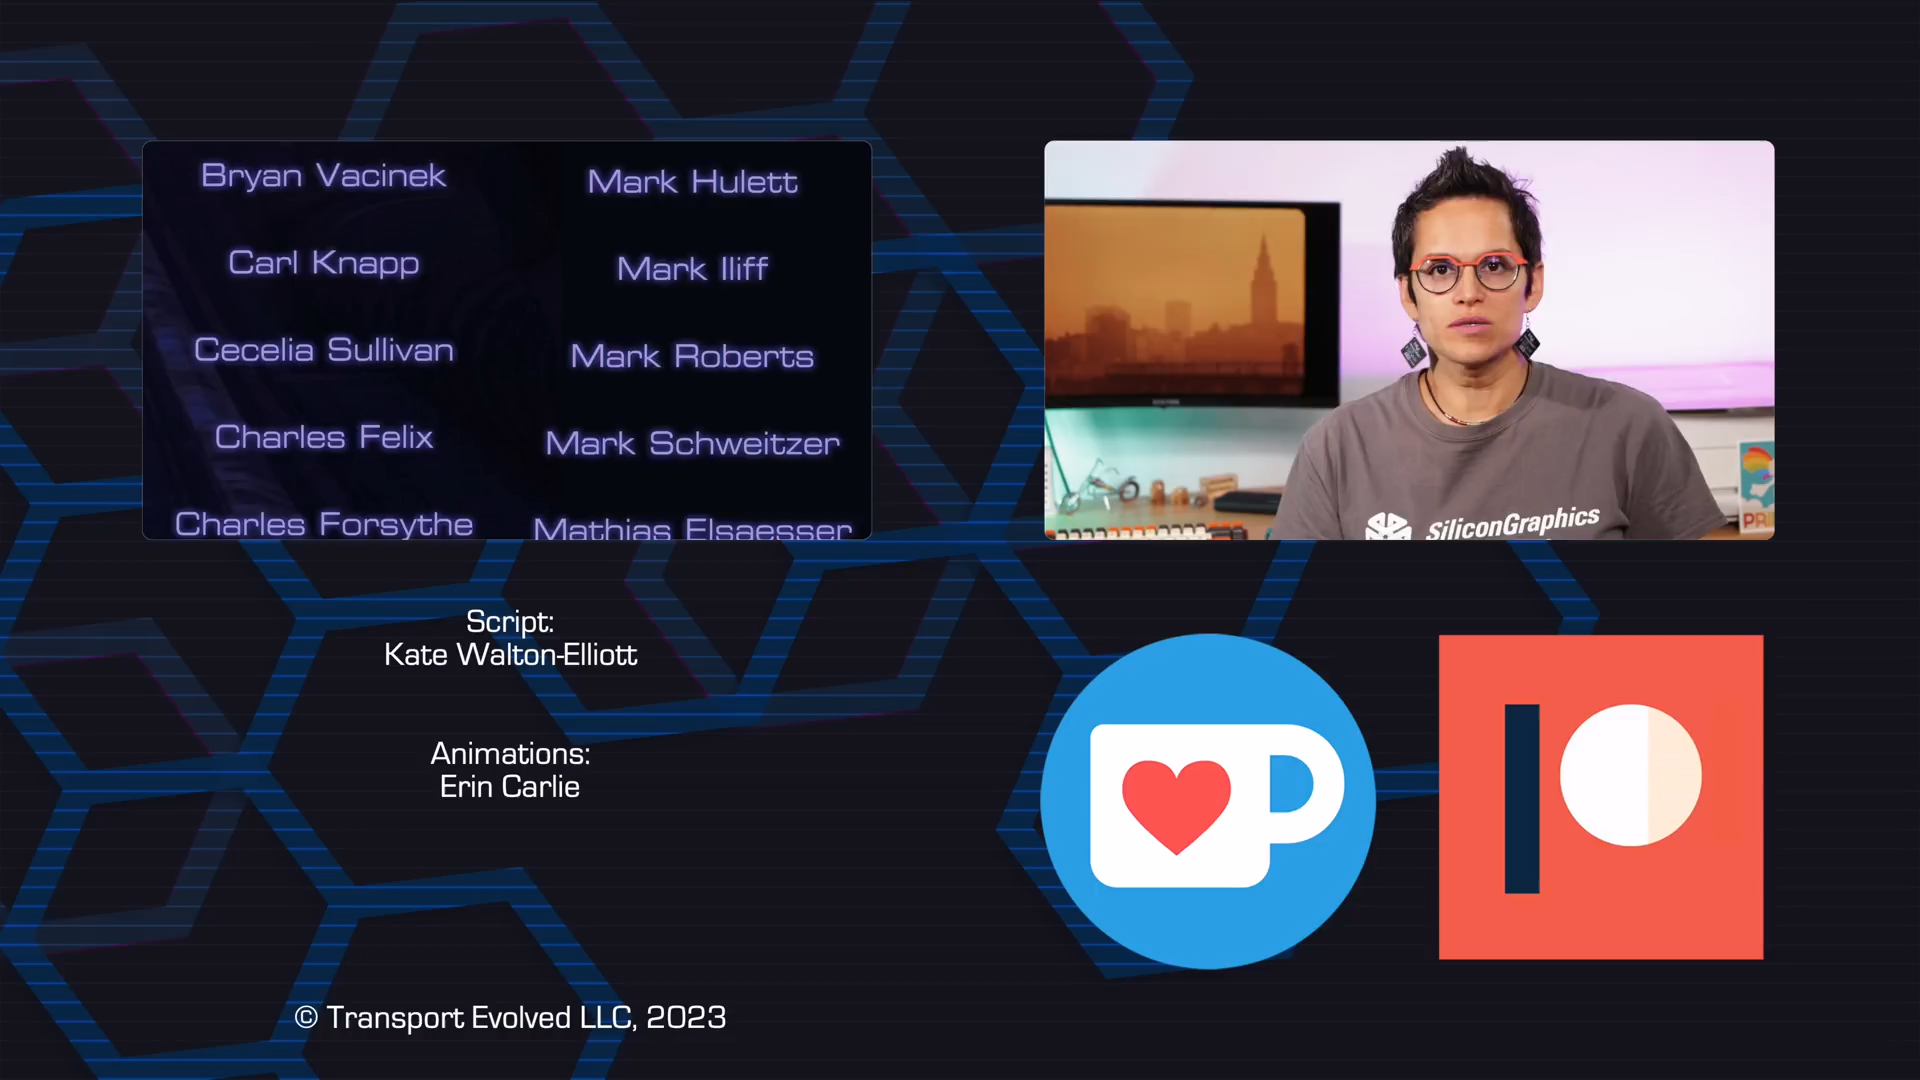 Bryan Vacinek
Carl Knapp
Cecelia Sullivan
Charles Felix
Charles Forsythe
Mark Hulett
Mark Iliff
Mark Roberts
Mark Schweitzer
Mathias Elsaesser
SiliconGraphics
Script:
Kate Walton-Elliott
Animations:
Erin Carlie
© Transport Evolved LLC, 2023